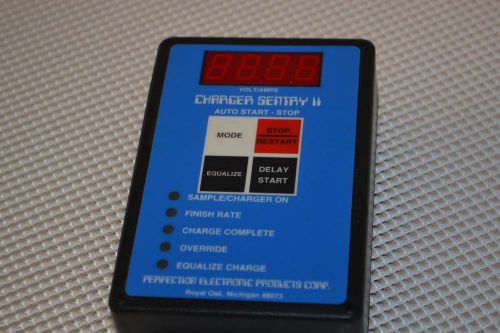 VOLT/AMPS
CHARGER SENTRY II
AUTO START - STOP
MODE
STOP
RESTART
EQUALIZE
DELAY
START
SAMPLE/CHARGER ON
FINISH RATE
CHARGE COMPLETE
OVERRIDE
EQUALIZE CHARGE
PERFECTION ELECTRONIC PRODUCTS CORP.
Royal Oak, Michigan 48073